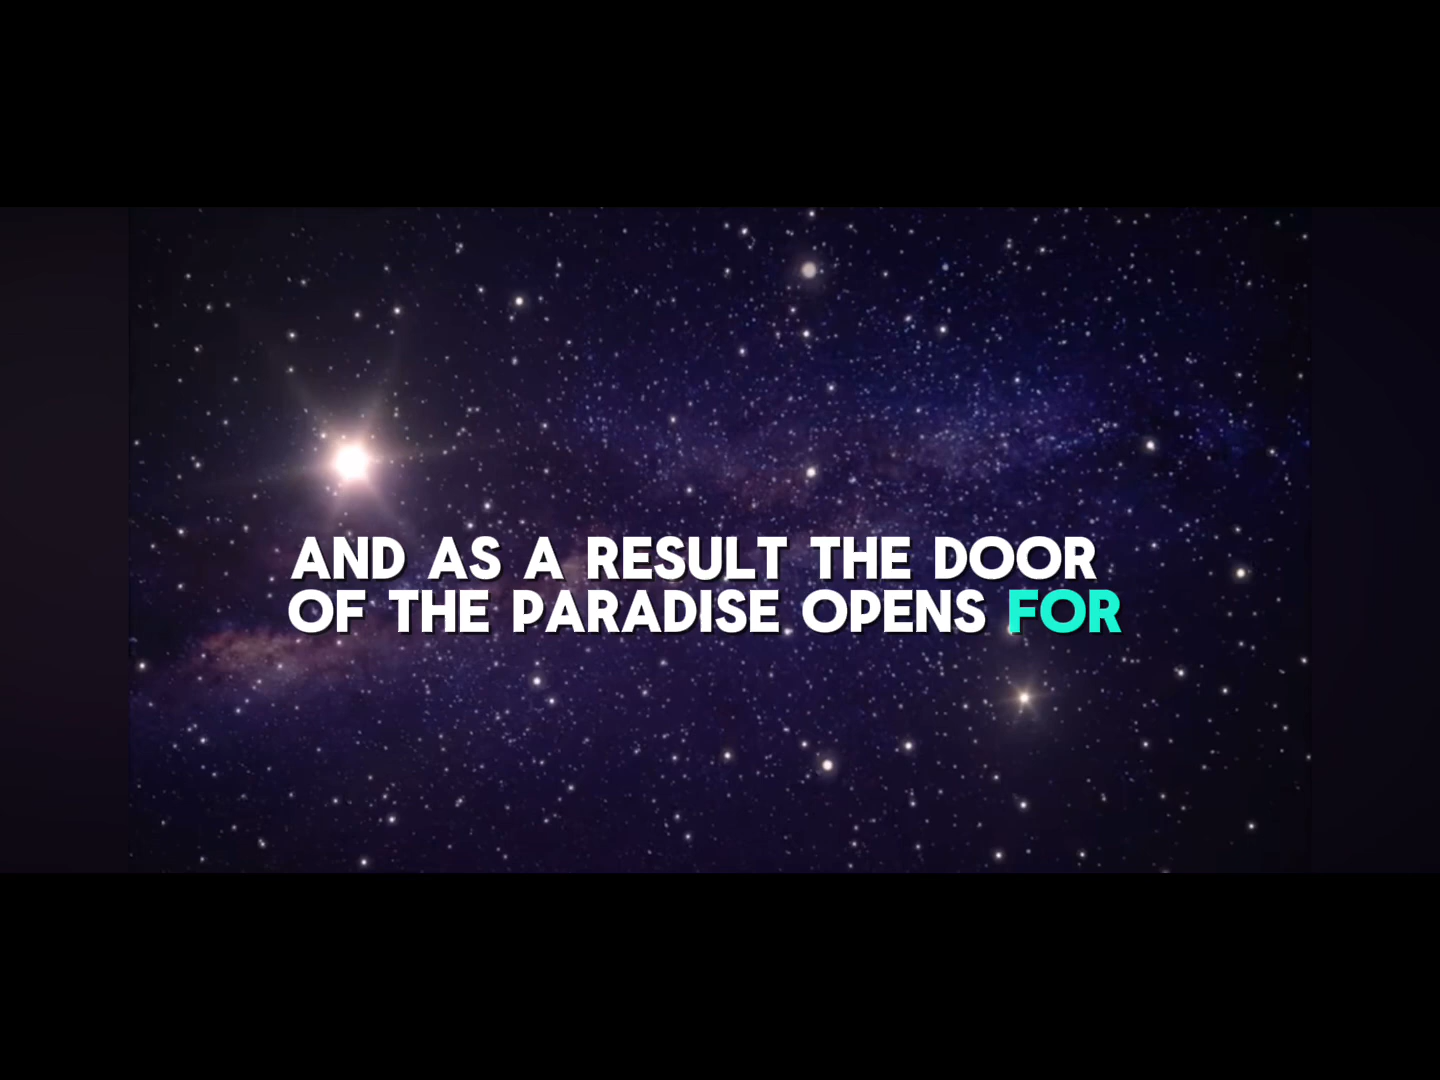 AND AS A RESULT THE DOOR
OF THE PARADISE OPENS FOR